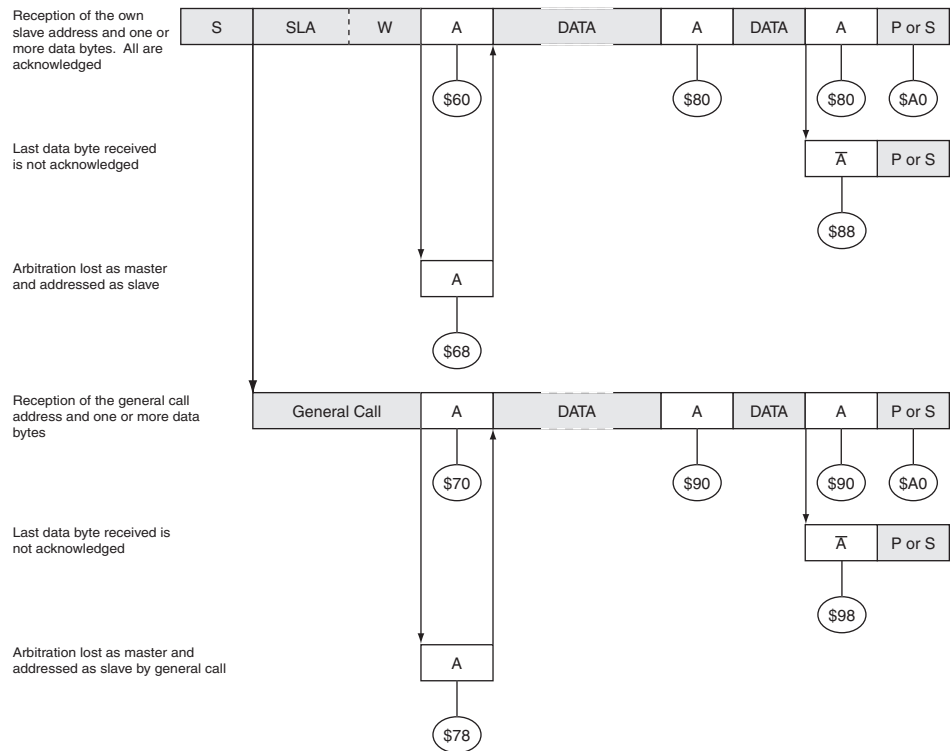 Reception of the own
slave address and one or
more data bytes. All are
acknowledged
S SLA W A DATA A DATA A P or S
$60 $80 $80 $A0
Last data byte received
is not acknowledged
A̅ P or S
$88
Arbitration lost as master
and addressed as slave
A
$68
Reception of the general call
address and one or more data
bytes
General Call A DATA A DATA A P or S
$70 $90 $90 $A0
Last data byte received is
not acknowledged
A̅ P or S
$98
Arbitration lost as master and
addressed as slave by general call
A
$78